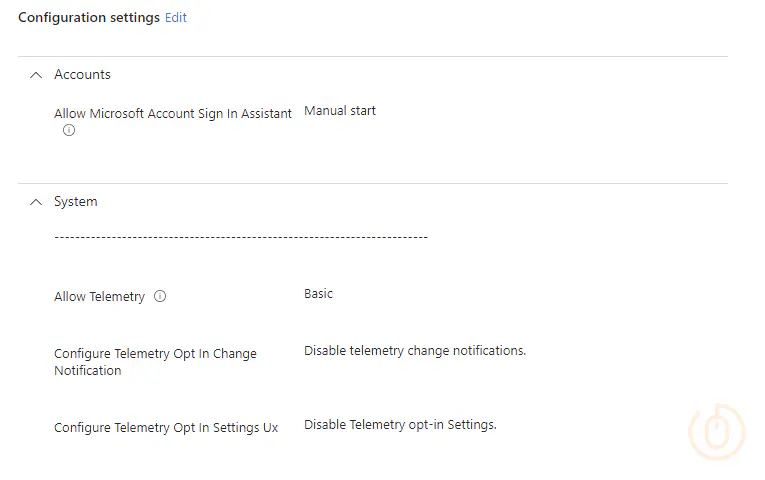 Configuration settings Edit
Accounts
Allow Microsoft Account Sign In Assistant Manual start
System
------------------------------------------------------------------------
Allow Telemetry Basic
Configure Telemetry Opt In Change
Notification
Disable telemetry change notifications.
Configure Telemetry Opt In Settings Ux Disable Telemetry opt-in Settings.